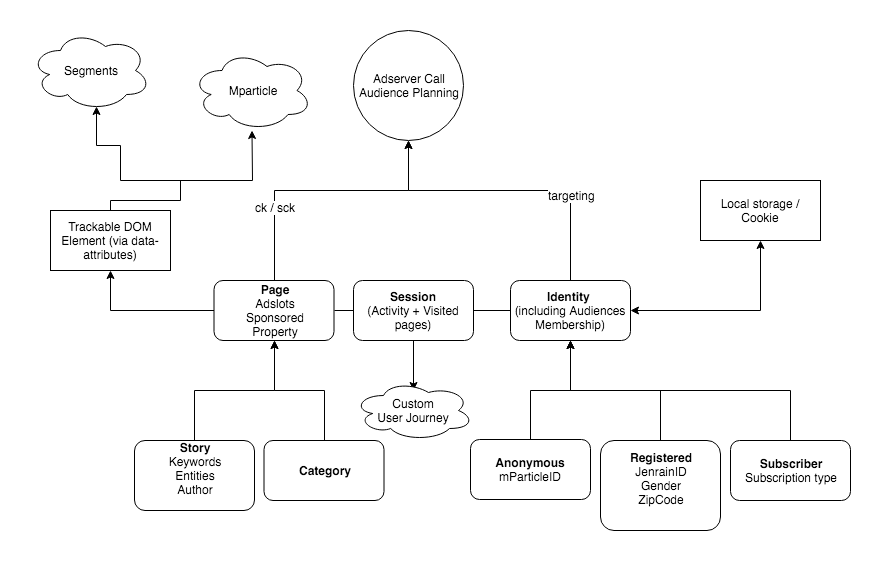 Segments
Mparticle
Adserver Call
Audience Planning
ck / sck
targeting
Local storage /
Cookie
Trackable DOM
Element (via data-
attributes)
Page
Adslots
Sponsored
Property
Session
(Activity + Visited
pages)
Identity
(including Audiences
Membership)
Custom
User Journey
Story
Keywords
Entities
Author
Category
Anonymous
mParticleID
Registered
JenrainID
Gender
ZipCode
Subscriber
Subscription type